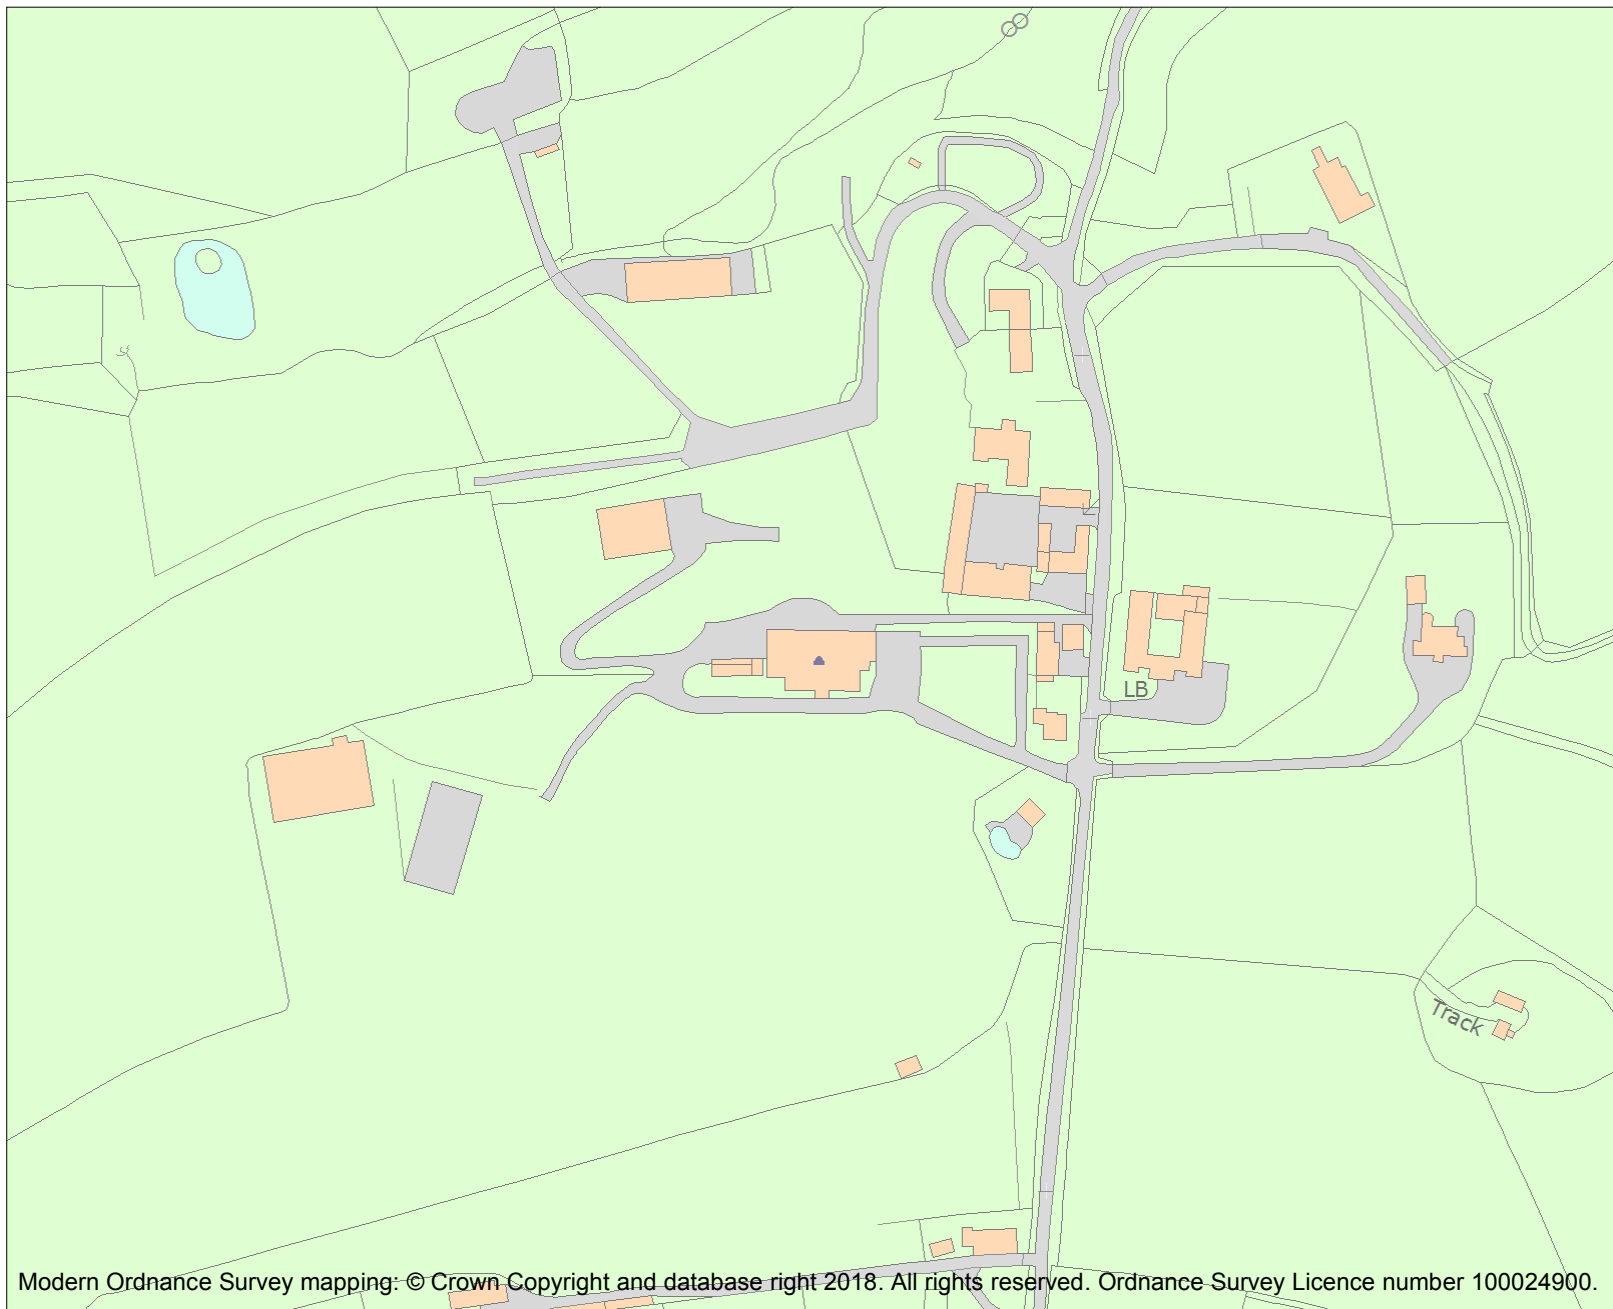 LB
Track
Modern Ordnance Survey mapping: © Crown Copyright and database right 2018. All rights reserved. Ordnance Survey Licence number 100024900.